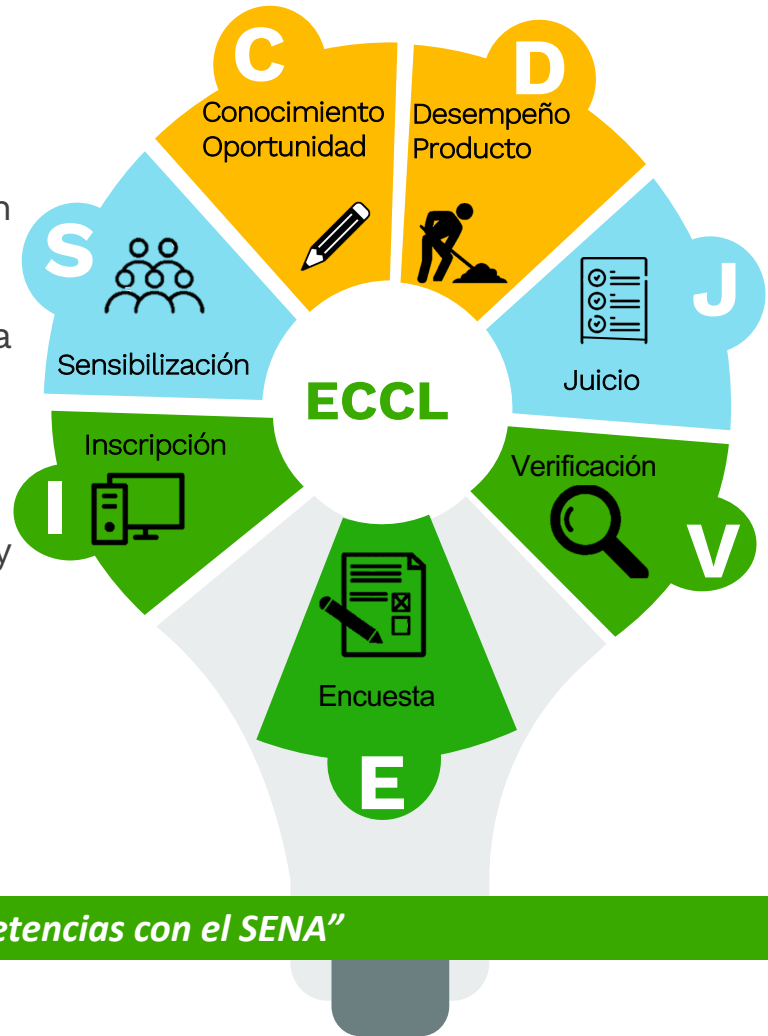 C
D
Conocimiento
Oportunidad
Desempeño
Producto
S
Sensibilización
J
Juicio
ECCL
Inscripción
I
Verificación
V
Encuesta
E
n
a
y
etencias con el SENA”